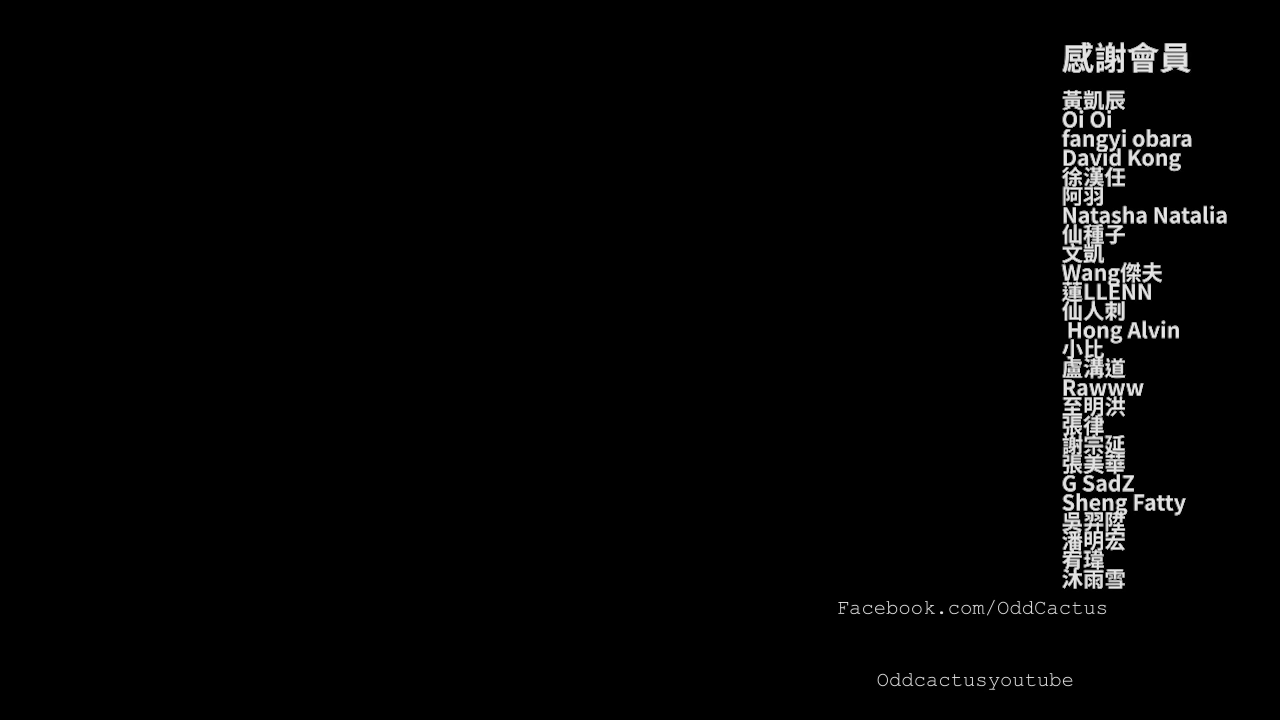 感謝會員
黃凱辰
Oi Oi
fangyi obara
David Kong
徐漢任
阿羽
Natasha Natalia
仙種子
文凱
Wang傑夫
蓮LLENN
仙人刺
Hong Alvin
小比
盧溝道
Rawww
至明洪
張律
謝宗延
張美華
G SadZ
Sheng Fatty
吳羿陞
潘明宏
宥瑋
沐雨雪
Facebook.com/OddCactus
Oddcactusyoutube